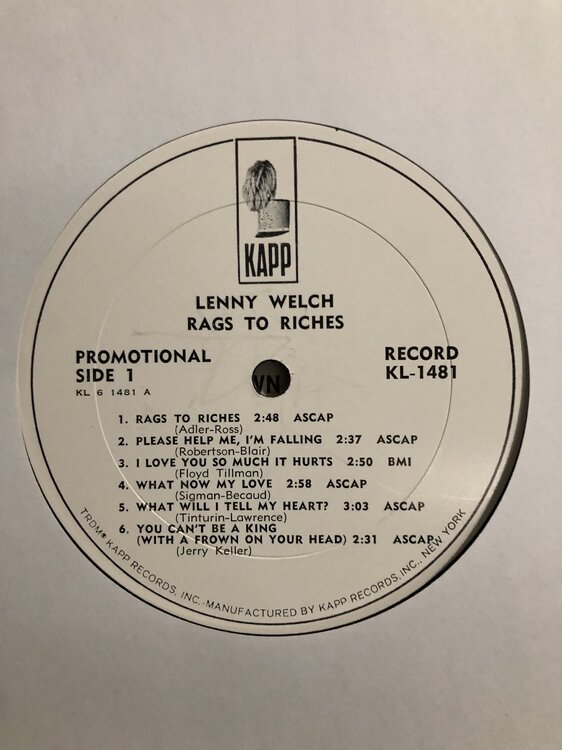 KAPP
LENNY WELCH
RAGS TO RICHES
PROMOTIONAL
SIDE 1
KL 6 1481 A
RECORD
KL-1481
VN
1. RAGS TO RICHES 2:48 ASCAP
(Adler-Ross)
2. PLEASE HELP ME, I'M FALLING 2:37 ASCAP
(Robertson-Blair)
3. I LOVE YOU SO MUCH IT HURTS 2:50 BMI
(Floyd Tillman)
4. WHAT NOW MY LOVE 2:58 ASCAP
(Sigman-Becaud)
5. WHAT WILL I TELL MY HEART? 3:03 ASCAP
(Tinturin-Lawrence)
6. YOU CAN'T BE A KING
(WITH A FROWN ON YOUR HEAD) 2:31 ASCAP
(Jerry Keller)
TRDM® KAPP RECORDS, INC.-MANUFACTURED BY KAPP RECORDS, INC., NEW YORK